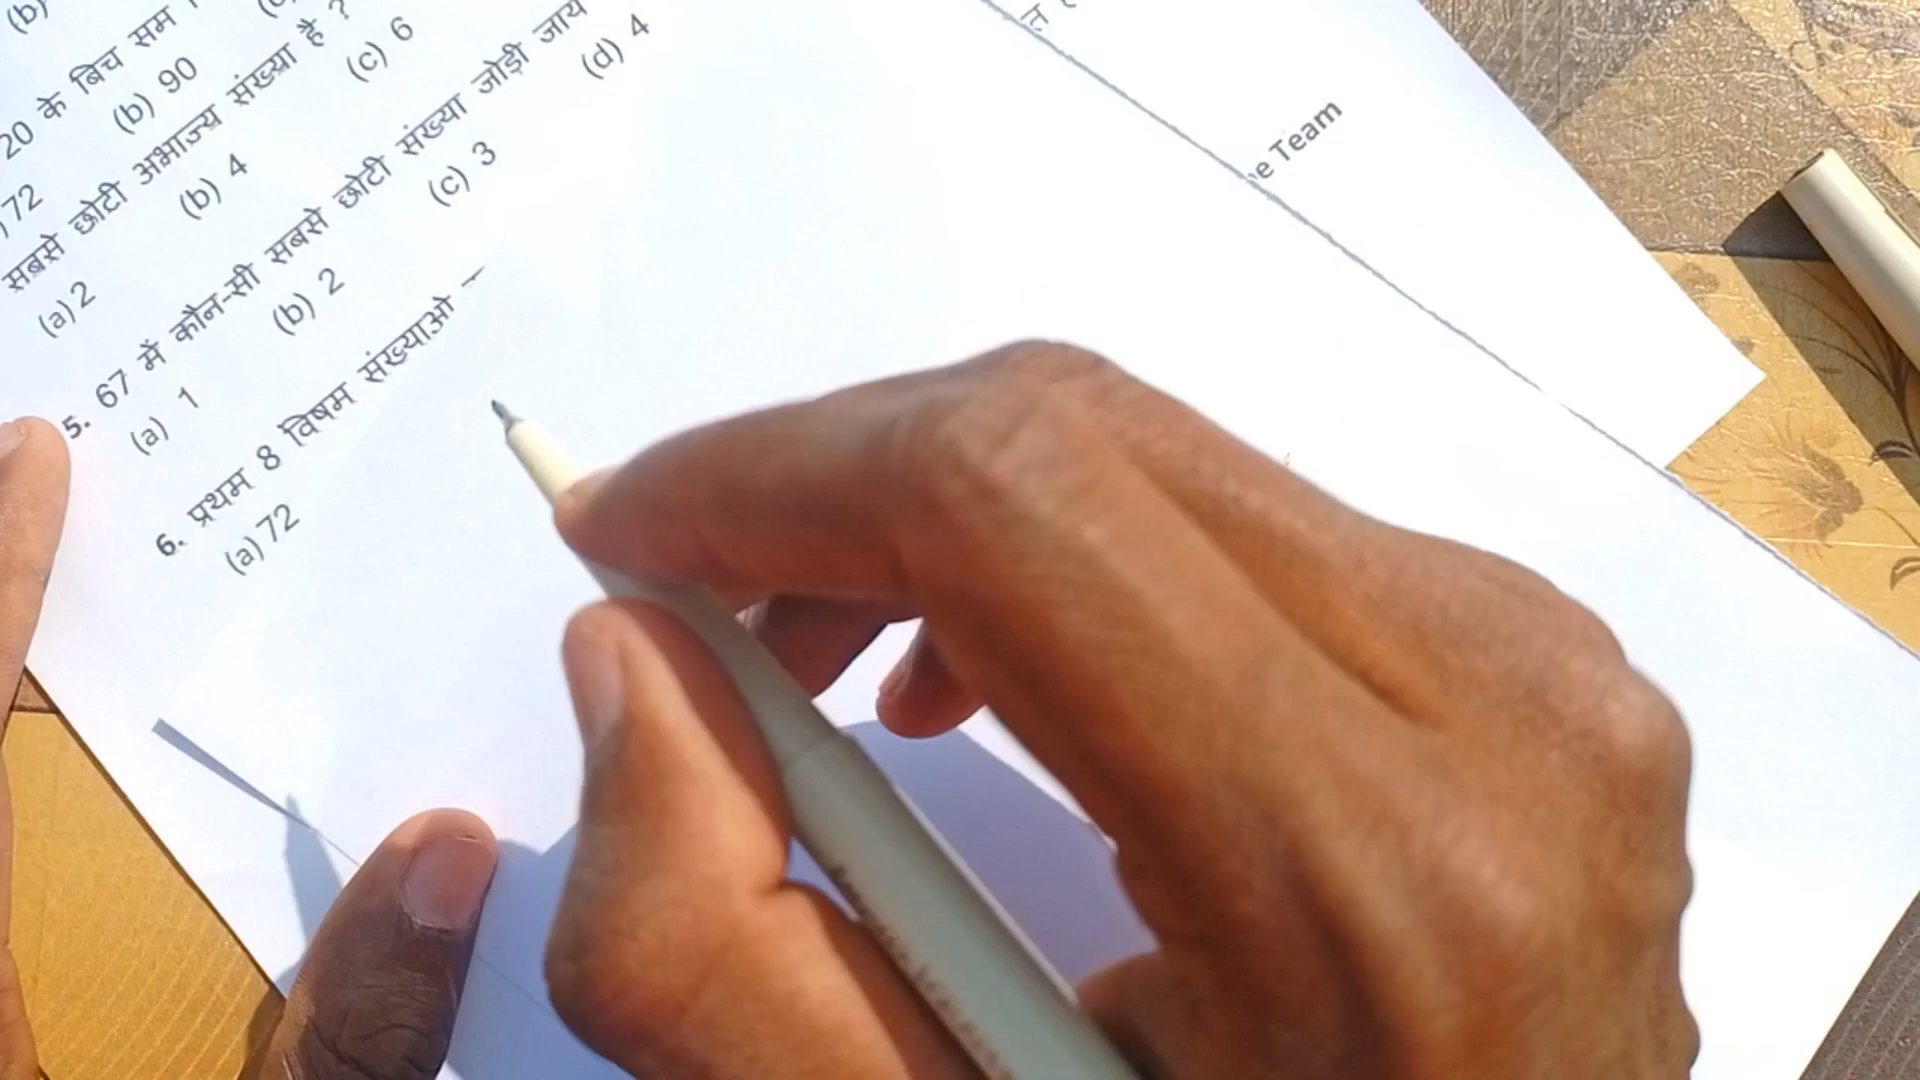 (b)
20 के बिच सम
72 (b) 90
सबसे छोटी अभाज्य संख्या है ?
(a) 2 (b) 4 (c) 6
5. 67 में कौन-सी सबसे छोटी संख्या जोड़ी जाय
(a) 1 (b) 2 (c) 3 (d) 4
6. प्रथम 8 विषम संख्याओ
(a) 72
Team